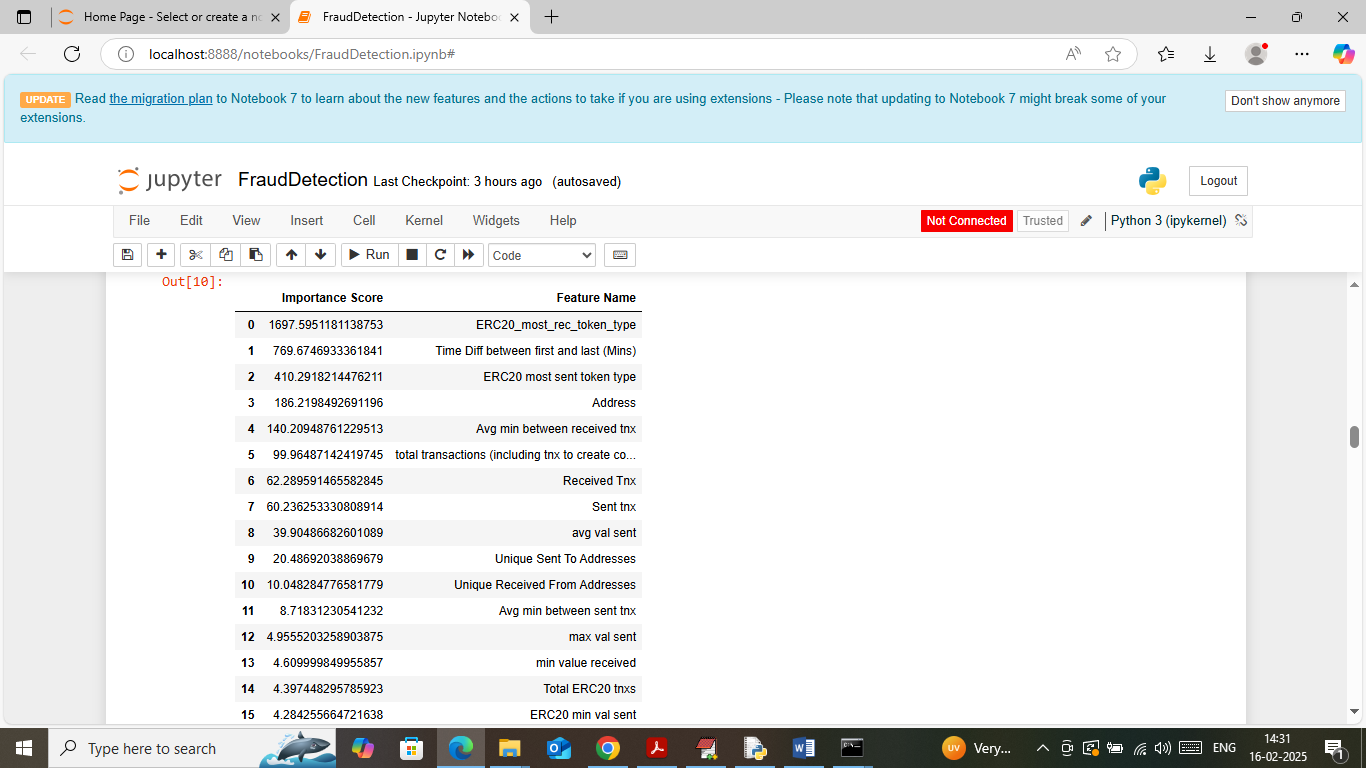 Home Page - Select or create a no
FraudDetection - Jupyter Noteboo
localhost:8888/notebooks/FraudDetection.ipynb#
UPDATE Read the migration plan to Notebook 7 to learn about the new features and the actions to take if you are using extensions - Please note that updating to Notebook 7 might break some of your
extensions.
Don't show anymore
jupyter FraudDetection Last Checkpoint: 3 hours ago (autosaved)
Logout
File Edit View Insert Cell Kernel Widgets Help
Not Connected Trusted Python 3 (ipykernel)
Run Code
Out[10]:
Importance Score Feature Name
0 1697.5951181138753 ERC20_most_rec_token_type
1 769.6746933361841 Time Diff between first and last (Mins)
2 410.2918214476211 ERC20 most sent token type
3 186.2198492691196 Address
4 140.20948761229513 Avg min between received tnx
5 99.96487142419745 total transactions (including tnx to create co...
6 62.289591465582845 Received Tnx
7 60.236253330808914 Sent tnx
8 39.90486682601089 avg val sent
9 20.48692038869679 Unique Sent To Addresses
10 10.048284776581779 Unique Received From Addresses
11 8.71831230541232 Avg min between sent tnx
12 4.9555203258903875 max val sent
13 4.609999849955857 min value received
14 4.397448295785923 Total ERC20 tnxs
15 4.284255664721638 ERC20 min val sent
Type here to search
UV Very...
ENG
14:31
16-02-2025
1